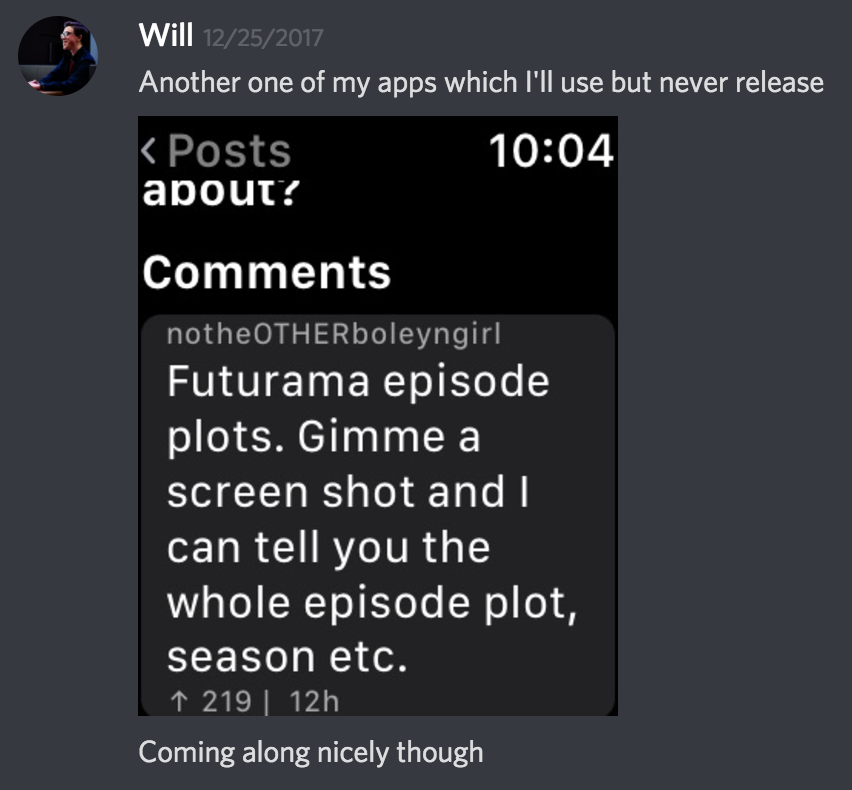 Will 12/25/2017
Another one of my apps which I'll use but never release
< Posts 10:04
about?
Comments
notheOTHERboleyngirl
Futurama episode
plots. Gimme a
screen shot and I
can tell you the
whole episode plot,
season etc.
↑ 219 | 12h
Coming along nicely though